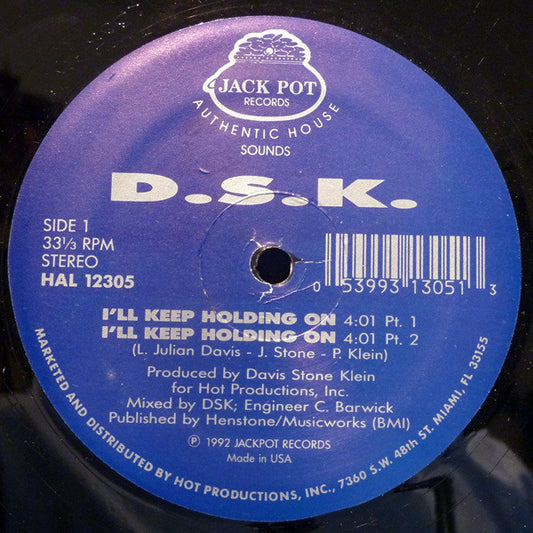 JACK POT
RECORDS
AUTHENTIC HOUSE
SOUNDS
D.S.K.
SIDE 1
33⅓ RPM
STEREO
HAL 12305
0 53993 13051 3
I'LL KEEP HOLDING ON 4:01 Pt. 1
I'LL KEEP HOLDING ON 4:01 Pt. 2
(L. Julian Davis - J. Stone - P. Klein)
Produced by Davis Stone Klein
for Hot Productions, Inc.
Mixed by DSK; Engineer C. Barwick
Published by Henstone/Musicworks (BMI)
℗ 1992 JACKPOT RECORDS
Made in USA
MARKETED AND DISTRIBUTED BY HOT PRODUCTIONS, INC., 7360 S.W. 48th ST. MIAMI, FL 33155